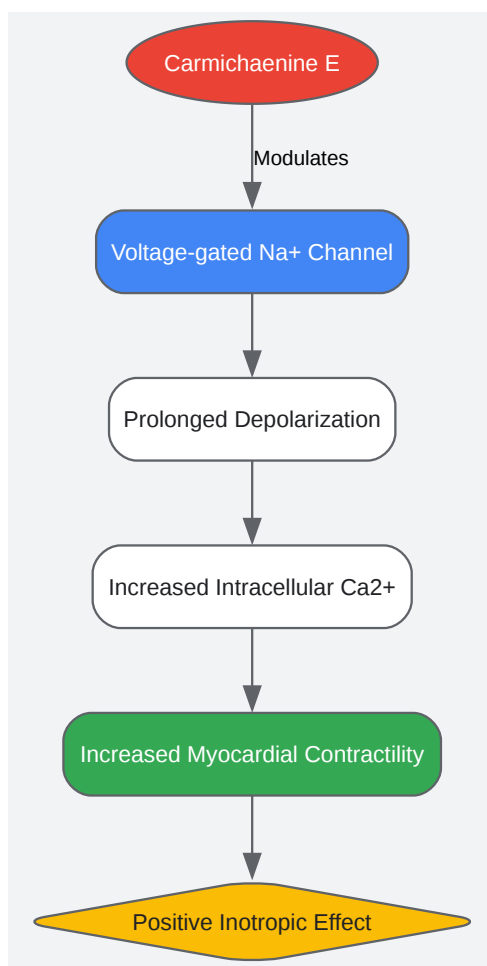 Carmichaenine E
Modulates
Voltage-gated Na+ Channel
Prolonged Depolarization
Increased Intracellular Ca2+
Increased Myocardial Contractility
Positive Inotropic Effect